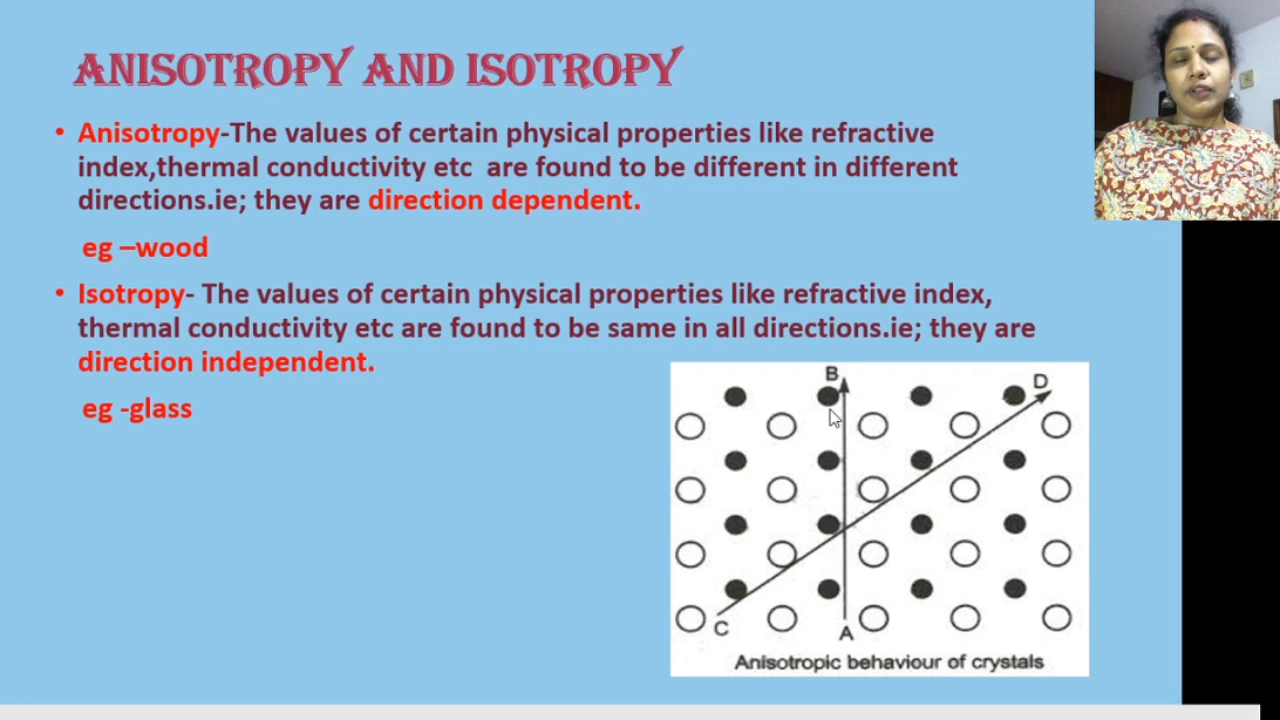 ANISOTROPY AND ISOTROPY
• Anisotropy-The values of certain physical properties like refractive
index,thermal conductivity etc are found to be different in different
directions.ie; they are direction dependent.
eg –wood
• Isotropy- The values of certain physical properties like refractive index,
thermal conductivity etc are found to be same in all directions.ie; they are
direction independent.
eg -glass
B
D
C
A
Anisotropic behaviour of crystals